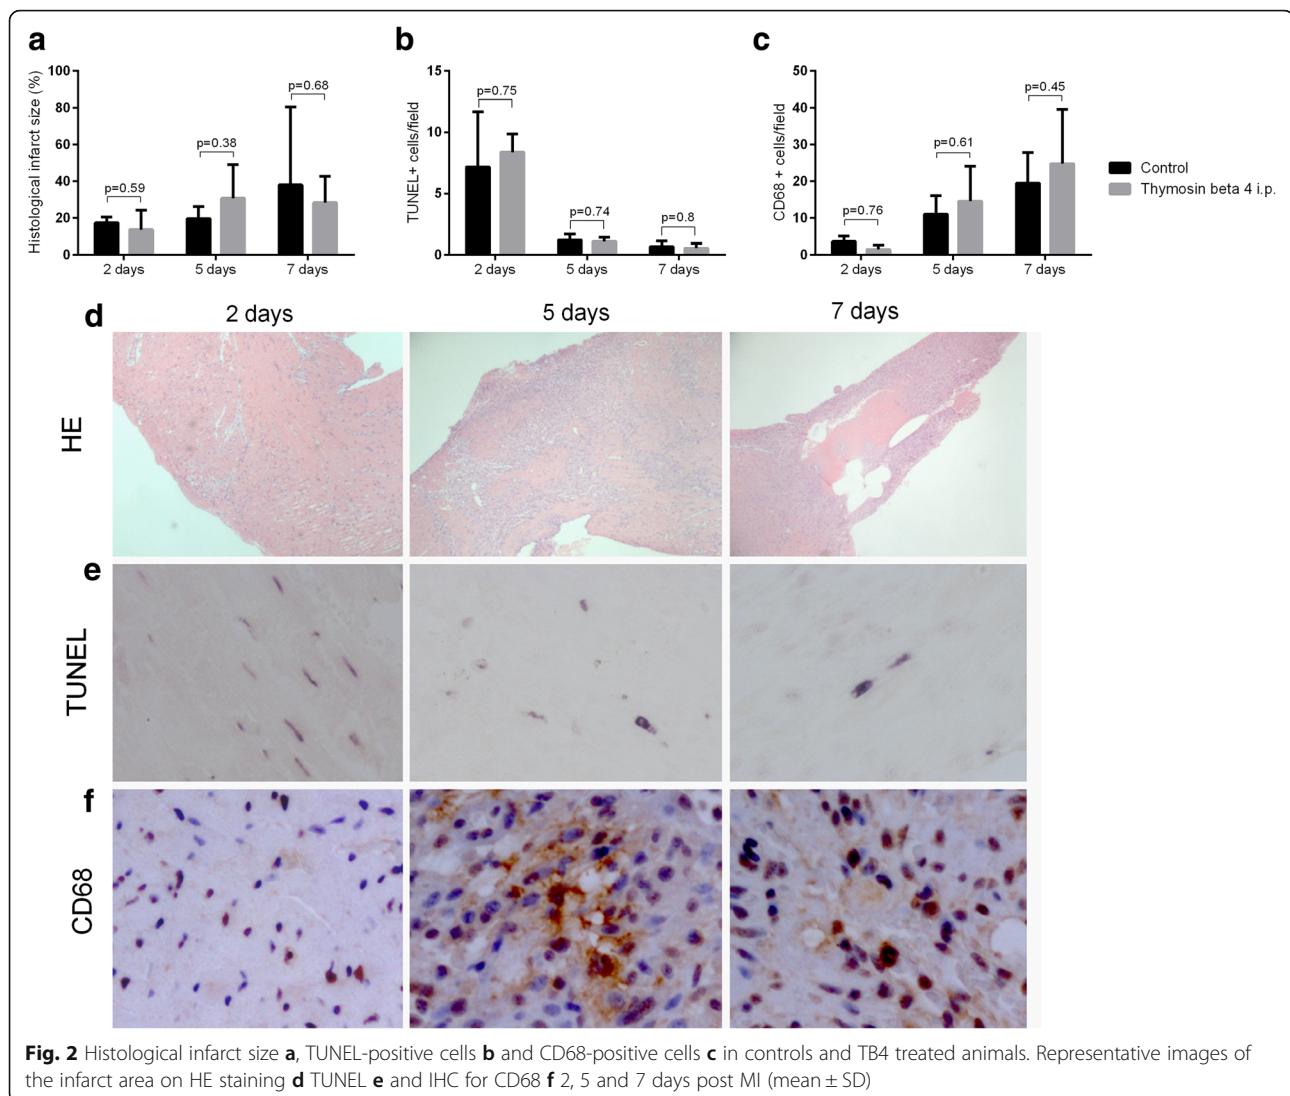 a
b
c
Histological infarct size (%)
100
80
60
40
20
0
p=0.59
p=0.38
p=0.68
2 days
5 days
7 days
TUNEL+ cells/field
15
10
5
0
p=0.75
p=0.74
p=0.8
2 days
5 days
7 days
CD68 + cells/field
50
40
30
20
10
0
p=0.76
p=0.61
p=0.45
2 days
5 days
7 days
Control
Thymosin beta 4 i.p.
d
2 days
5 days
7 days
HE
e
TUNEL
f
CD68
Fig. 2 Histological infarct size a, TUNEL-positive cells b and CD68-positive cells c in controls and TB4 treated animals. Representative images of
the infarct area on HE staining d TUNEL e and IHC for CD68 f 2, 5 and 7 days post MI (mean ± SD)